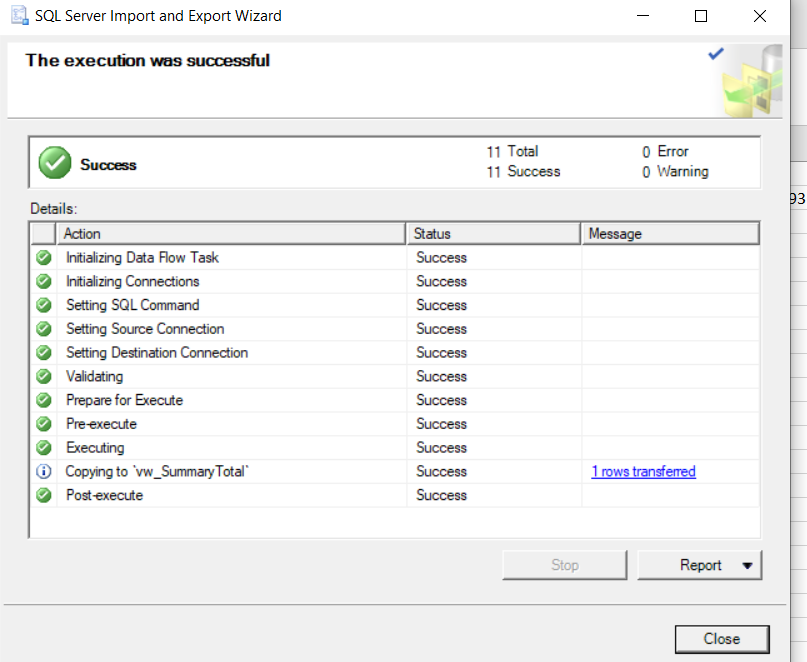 SQL Server Import and Export Wizard
The execution was successful
Success
11 Total
0 Error
11 Success
0 Warning
93
Details:
Action Status Message
Initializing Data Flow Task Success
Initializing Connections Success
Setting SQL Command Success
Setting Source Connection Success
Setting Destination Connection Success
Validating Success
Prepare for Execute Success
Pre-execute Success
Executing Success
Copying to `vw_SummaryTotal` Success 1 rows transferred
Post-execute Success
Stop Report
Close